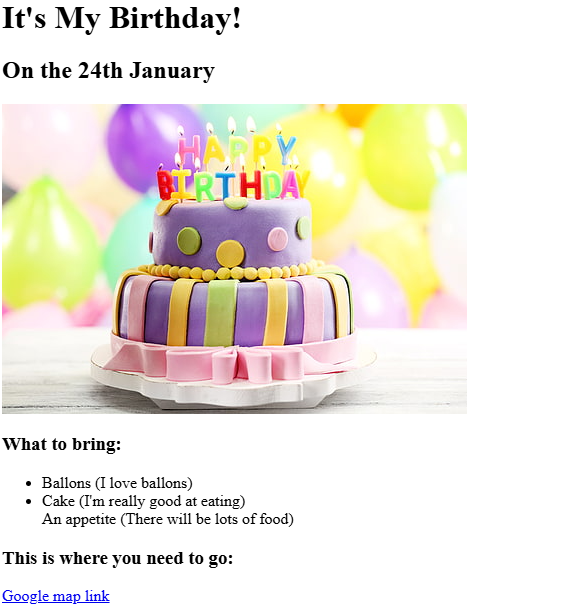 It's My Birthday!
On the 24th January
HAPPY
BIRTHDAY
What to bring:
Ballons (I love ballons)
Cake (I'm really good at eating)
An appetite (There will be lots of food)
This is where you need to go:
Google map link